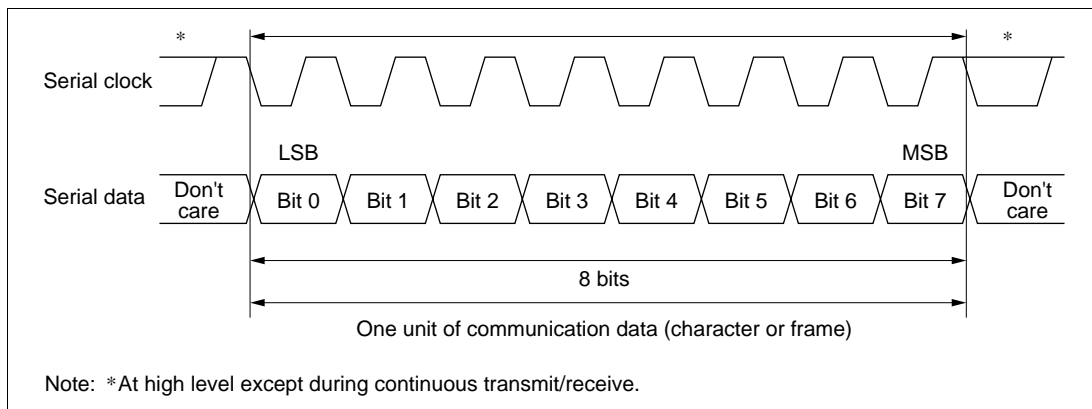 * *
Serial clock
LSB MSB
Serial data Don't care Bit 0 Bit 1 Bit 2 Bit 3 Bit 4 Bit 5 Bit 6 Bit 7 Don't care
8 bits
One unit of communication data (character or frame)
Note: *At high level except during continuous transmit/receive.